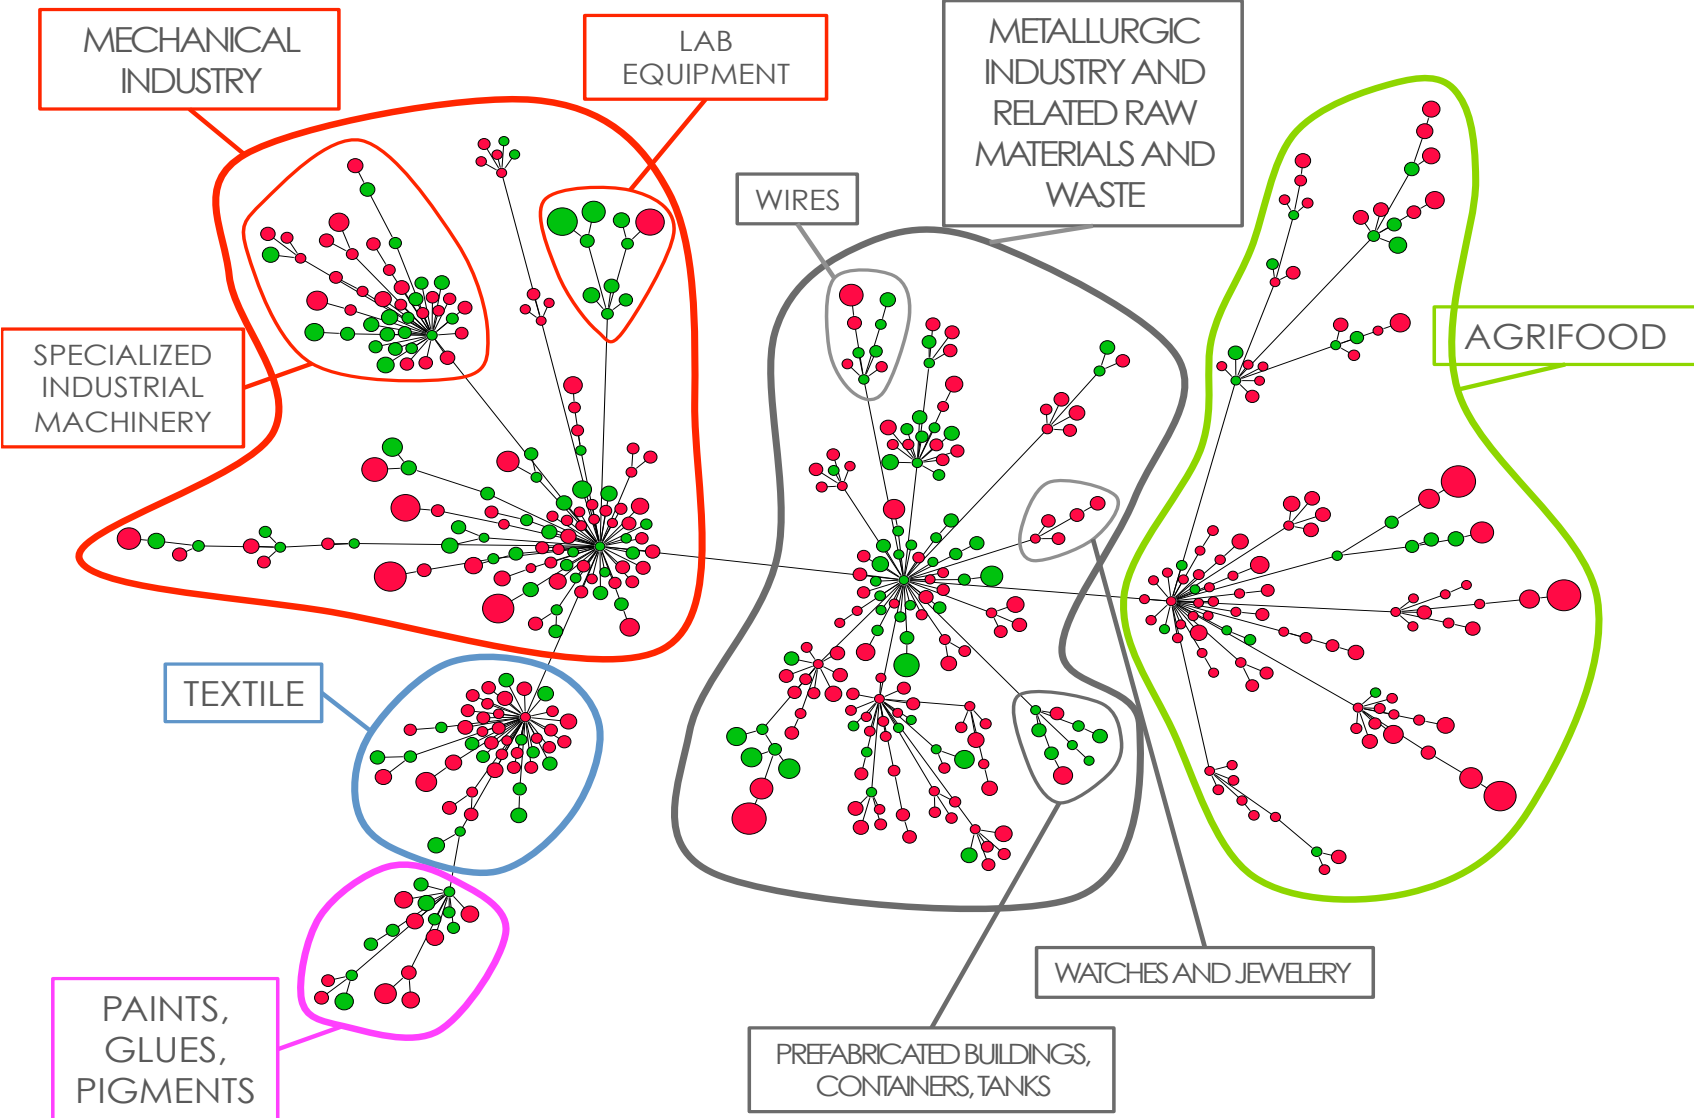 MECHANICAL
INDUSTRY
LAB
EQUIPMENT
METALLURGIC
INDUSTRY AND
RELATED RAW
MATERIALS AND
WASTE
WIRES
AGRIFOOD
SPECIALIZED
INDUSTRIAL
MACHINERY
TEXTILE
WATCHES AND JEWELERY
PAINTS,
GLUES,
PIGMENTS
PREFABRICATED BUILDINGS,
CONTAINERS, TANKS